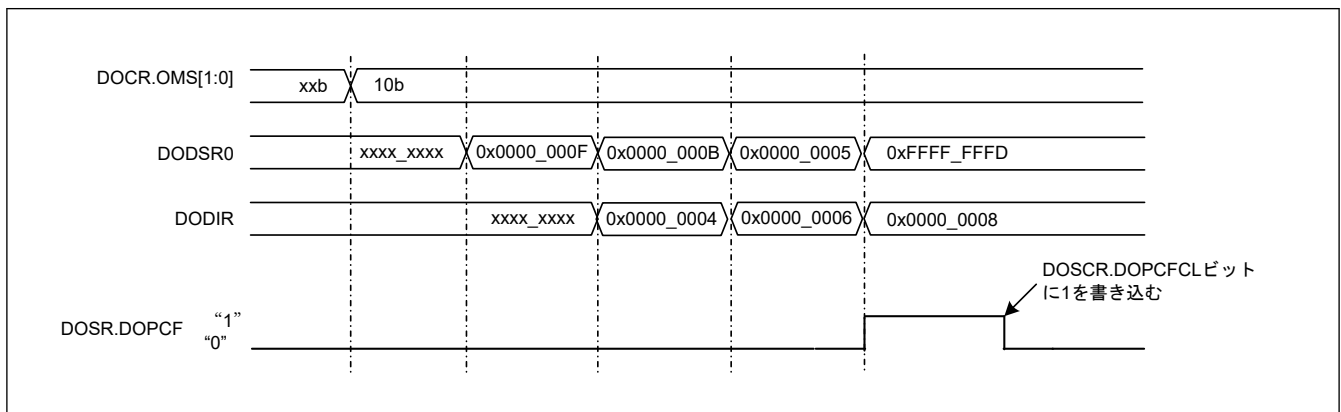 DOCR.OMS[1:0]
xxb
10b
DODSR0
xxxx_xxxx
0x0000_000F
0x0000_000B
0x0000_0005
0xFFFF_FFFD
DODIR
xxxx_xxxx
0x0000_0004
0x0000_0006
0x0000_0008
DOSCR.DOPCFCLビット
に1を書き込む
DOSR.DOPCF
“1”
“0”